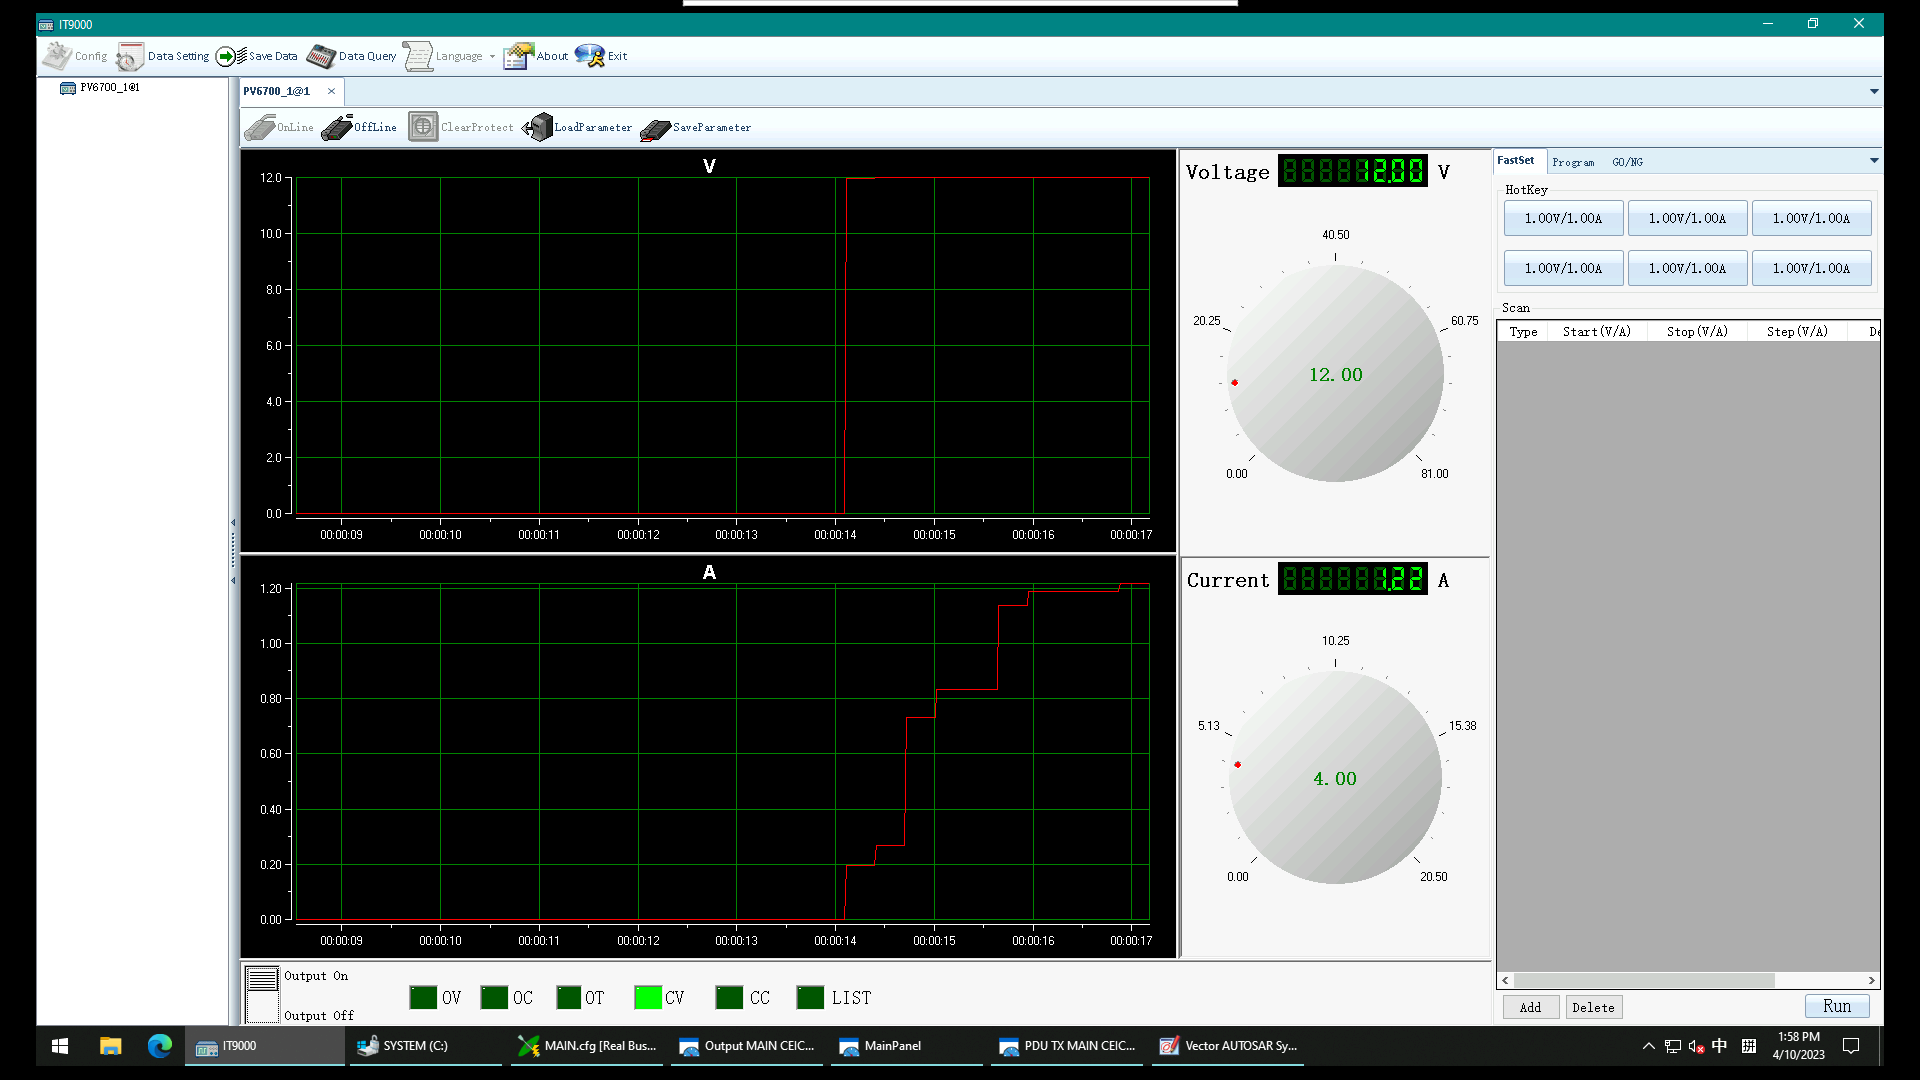 IT9000
Config Data Setting Save Data Data Query Language About Exit
PV6700_1@1
PV6700_1@1
OnLine OffLine ClearProtect LoadParameter SaveParameter
V
12.0
10.0
8.0
6.0
4.0
2.0
0.0
00:00:09 00:00:10 00:00:11 00:00:12 00:00:13 00:00:14 00:00:15 00:00:16 00:00:17
A
1.20
1.00
0.80
0.60
0.40
0.20
0.00
00:00:09 00:00:10 00:00:11 00:00:12 00:00:13 00:00:14 00:00:15 00:00:16 00:00:17
Voltage 12.00 V
40.50
20.25 60.75
12.00
0.00 81.00
Current 1.22 A
10.25
5.13 15.38
4.00
0.00 20.50
FastSet Program GO/NG
HotKey
1.00V/1.00A 1.00V/1.00A 1.00V/1.00A
1.00V/1.00A 1.00V/1.00A 1.00V/1.00A
Scan
Type Start(V/A) Stop(V/A) Step(V/A) De
Add Delete Run
Output On
Output Off
OV OC OT CV CC LIST
IT9000 SYSTEM (C:) MAIN.cfg [Real Bus... Output MAIN CEIC... MainPanel PDU TX MAIN CEIC... Vector AUTOSAR Sy...
中 拼
1:58 PM
4/10/2023